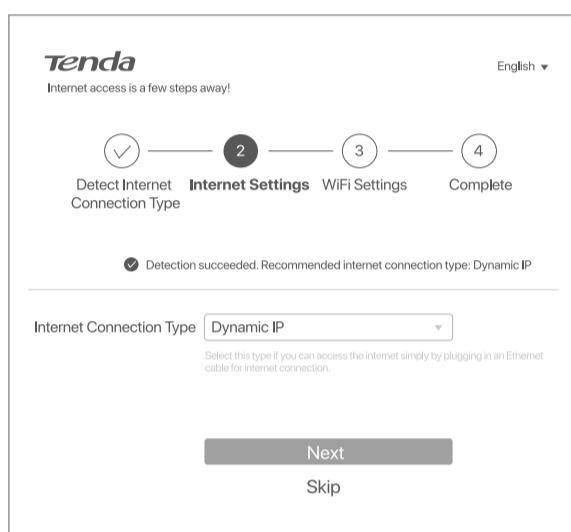 Tenda
English
Internet access is a few steps away!
2
3
4
Detect Internet
Connection Type
Internet Settings
WiFi Settings
Complete
Detection succeeded. Recommended internet connection type: Dynamic IP
Internet Connection Type
Dynamic IP
Select this type if you can access the internet simply by plugging in an Ethernet
cable for internet connection.
Next
Skip